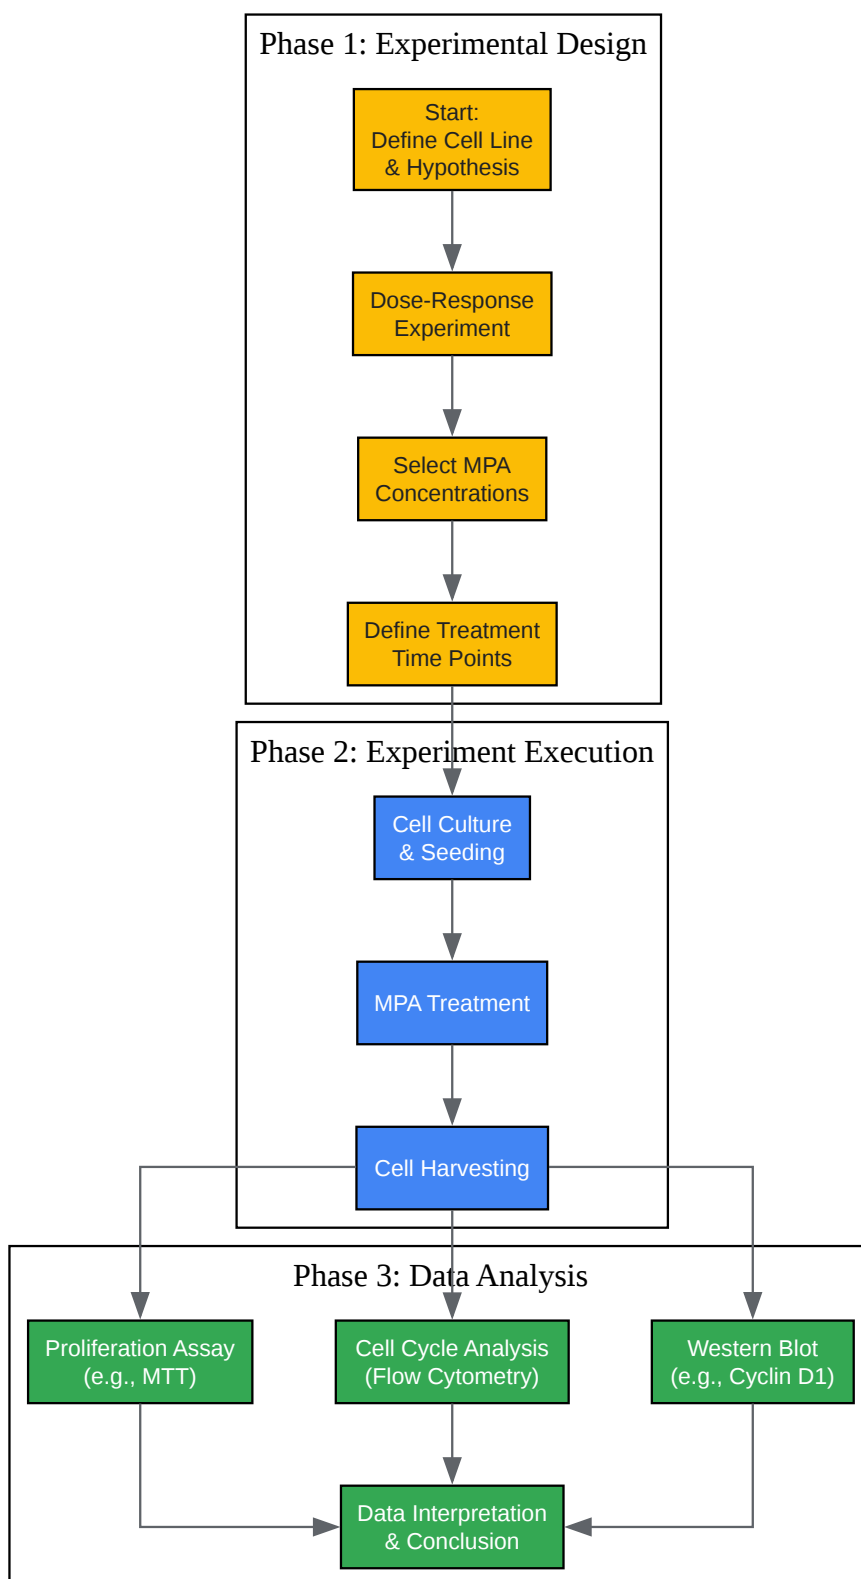 Phase 1: Experimental Design
Start:
Define Cell Line
& Hypothesis
Dose-Response
Experiment
Select MPA
Concentrations
Define Treatment
Time Points
Phase 2: Experiment Execution
Cell Culture
& Seeding
MPA Treatment
Cell Harvesting
Phase 3: Data Analysis
Proliferation Assay
(e.g., MTT)
Cell Cycle Analysis
(Flow Cytometry)
Western Blot
(e.g., Cyclin D1)
Data Interpretation
& Conclusion